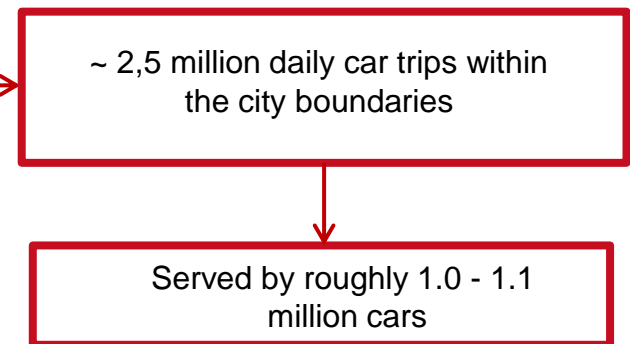 ~ 2,5 million daily car trips within
the city boundaries
Served by roughly 1.0 - 1.1
million cars